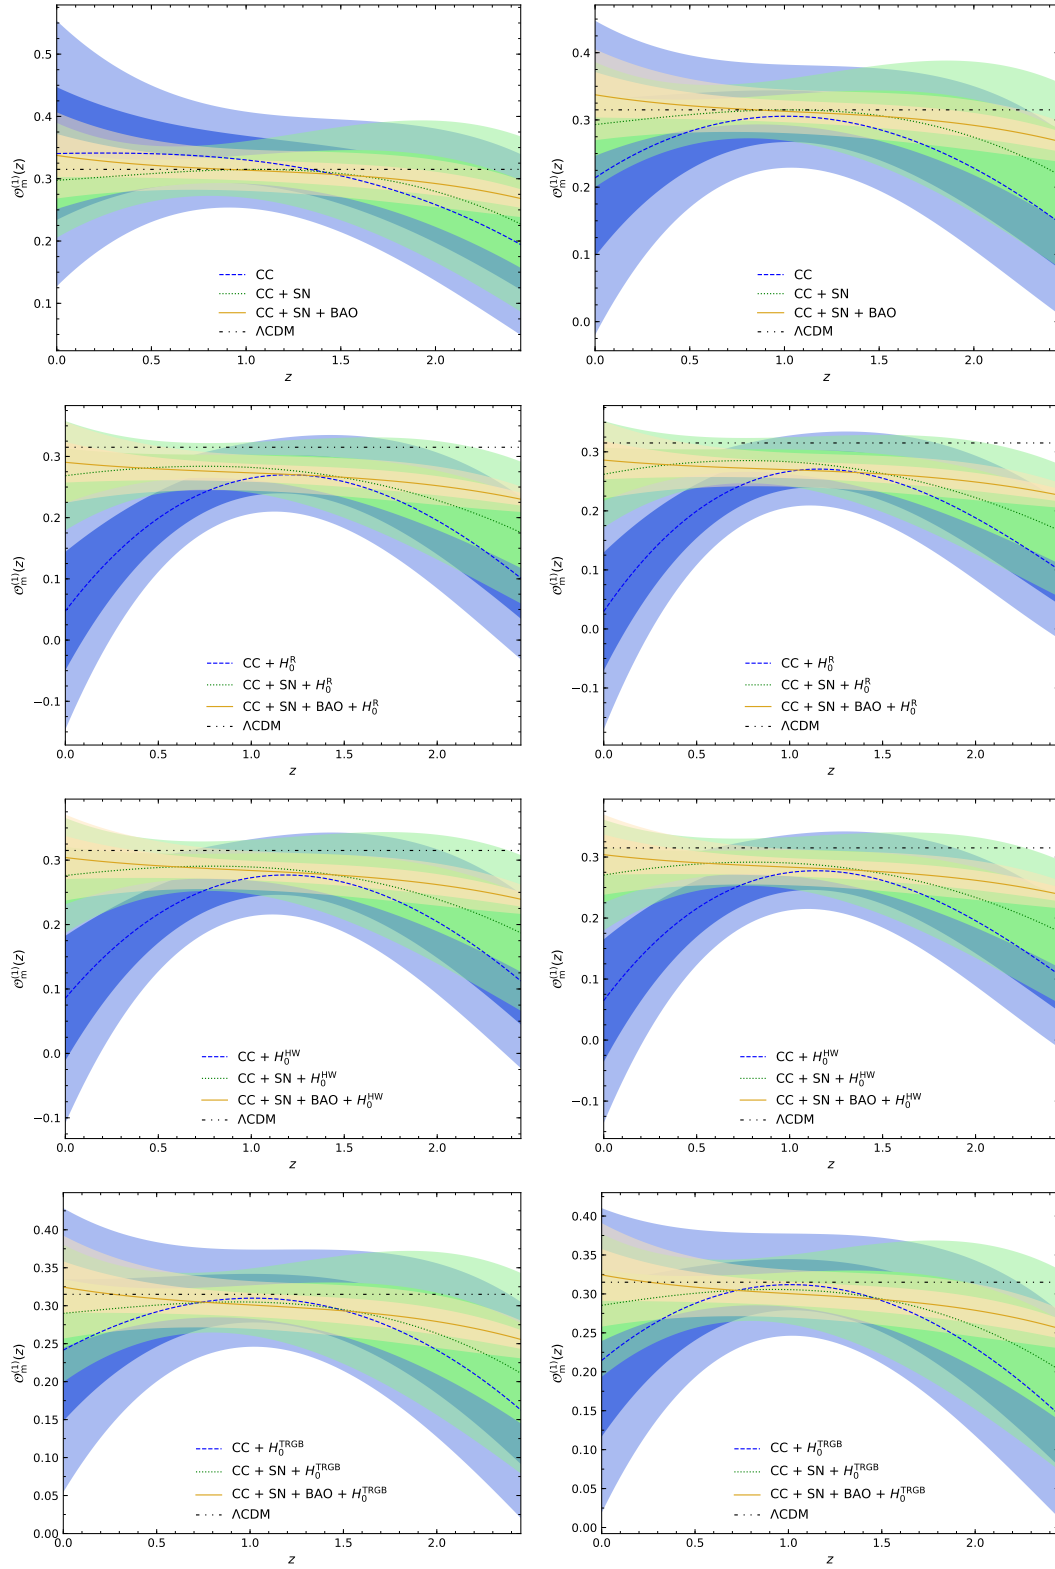 0.5
0.4
0.3
0.2
0.1
𝒪m(1)(z)
CC
CC + SN
CC + SN + BAO
ΛCDM
0.0 0.5 1.0 1.5 2.0
z
0.4
0.3
0.2
0.1
0.0
𝒪m(1)(z)
CC
CC + SN
CC + SN + BAO
ΛCDM
0.0 0.5 1.0 1.5 2.0
z
0.3
0.2
0.1
0.0
−0.1
𝒪m(1)(z)
CC + H₀ᴿ
CC + SN + H₀ᴿ
CC + SN + BAO + H₀ᴿ
ΛCDM
0.0 0.5 1.0 1.5 2.0
z
0.3
0.2
0.1
0.0
−0.1
𝒪m(1)(z)
CC + H₀ᴿ
CC + SN + H₀ᴿ
CC + SN + BAO + H₀ᴿ
ΛCDM
0.0 0.5 1.0 1.5 2.0
z
0.3
0.2
0.1
0.0
−0.1
𝒪m(1)(z)
CC + H₀ᴴᵂ
CC + SN + H₀ᴴᵂ
CC + SN + BAO + H₀ᴴᵂ
ΛCDM
0.0 0.5 1.0 1.5 2.0
z
0.3
0.2
0.1
0.0
−0.1
𝒪m(1)(z)
CC + H₀ᴴᵂ
CC + SN + H₀ᴴᵂ
CC + SN + BAO + H₀ᴴᵂ
ΛCDM
0.0 0.5 1.0 1.5 2.0
z
0.40
0.35
0.30
0.25
0.20
0.15
0.10
0.05
0.00
𝒪m(1)(z)
CC + H₀ᵀᴿᴳᴮ
CC + SN + H₀ᵀᴿᴳᴮ
CC + SN + BAO + H₀ᵀᴿᴳᴮ
ΛCDM
0.0 0.5 1.0 1.5 2.0
z
0.40
0.35
0.30
0.25
0.20
0.15
0.10
0.05
0.00
𝒪m(1)(z)
CC + H₀ᵀᴿᴳᴮ
CC + SN + H₀ᵀᴿᴳᴮ
CC + SN + BAO + H₀ᵀᴿᴳᴮ
ΛCDM
0.0 0.5 1.0 1.5 2.0
z